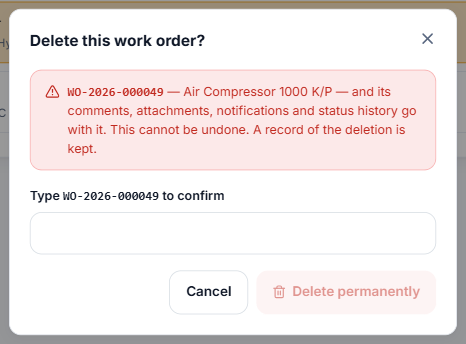 Hy
C
Delete this work order?
WO-2026-000049 — Air Compressor 1000 K/P — and its
comments, attachments, notifications and status history go
with it. This cannot be undone. A record of the deletion is
kept.
Type WO-2026-000049 to confirm
Cancel
Delete permanently